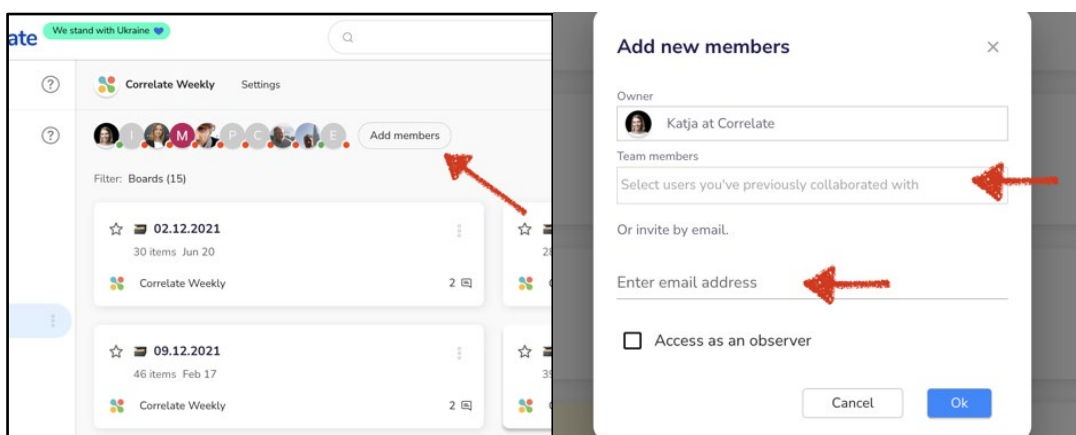 ate We stand with Ukraine 💙
Correlate Weekly Settings
I M P C E Add members
Filter: Boards (15)
02.12.2021
30 items Jun 20
28
Correlate Weekly 2
09.12.2021
46 items Feb 17
39
Correlate Weekly 2
Add new members
Owner
Katja at Correlate
Team members
Select users you've previously collaborated with
Or invite by email.
Enter email address
Access as an observer
Cancel Ok